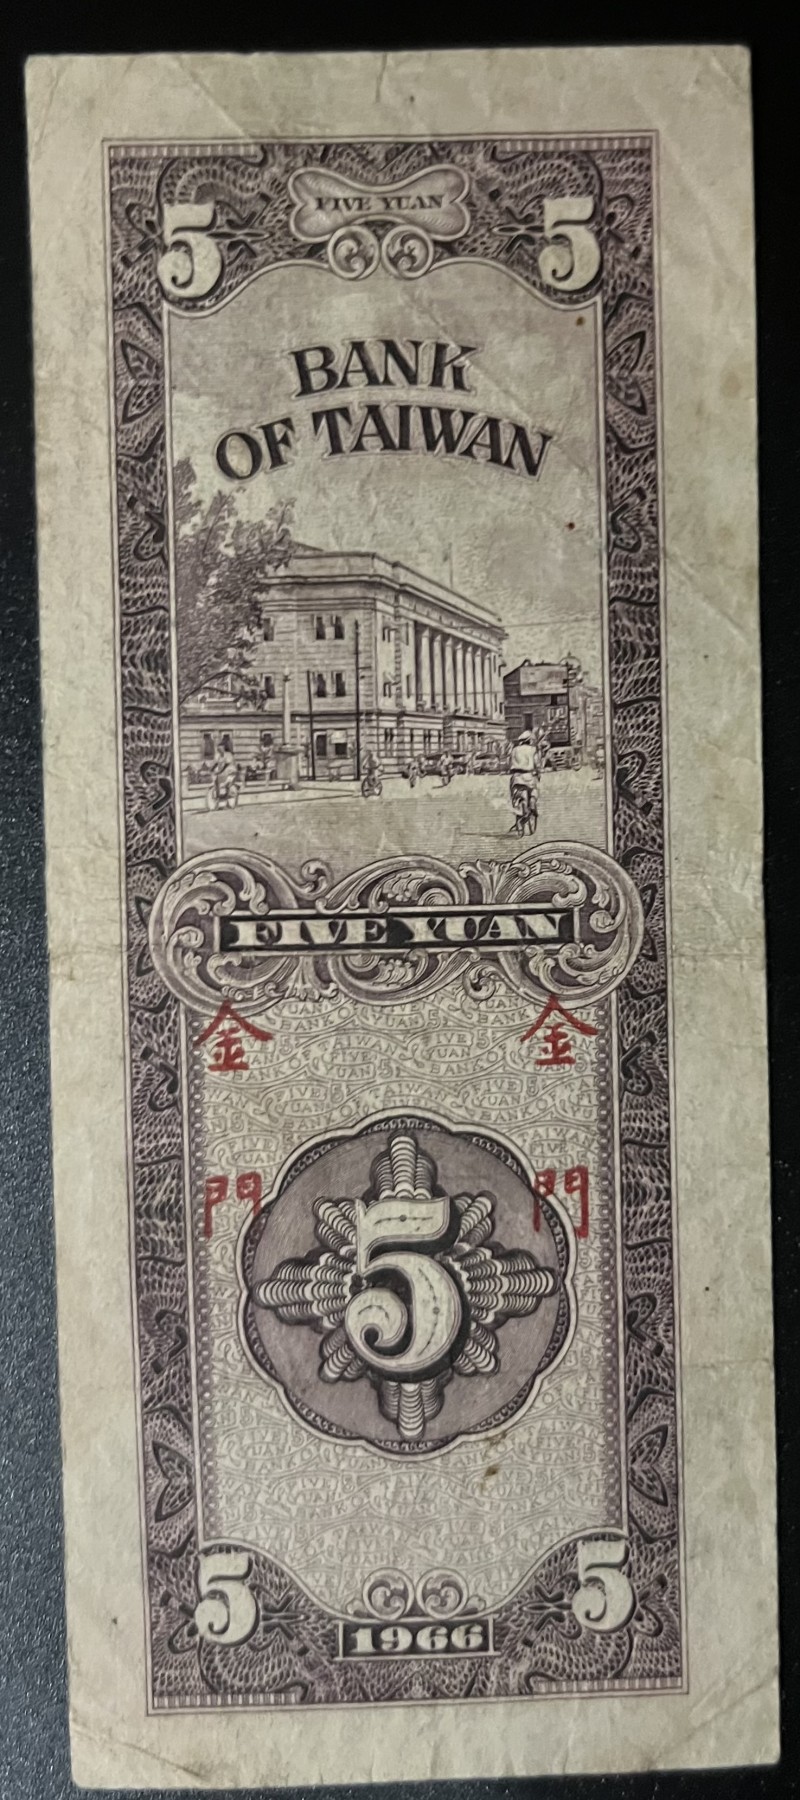 5 FIVE YUAN 5
BANK
OF TAIWAN
FIVE YUAN
金 金
門 門
5
5 5
1966